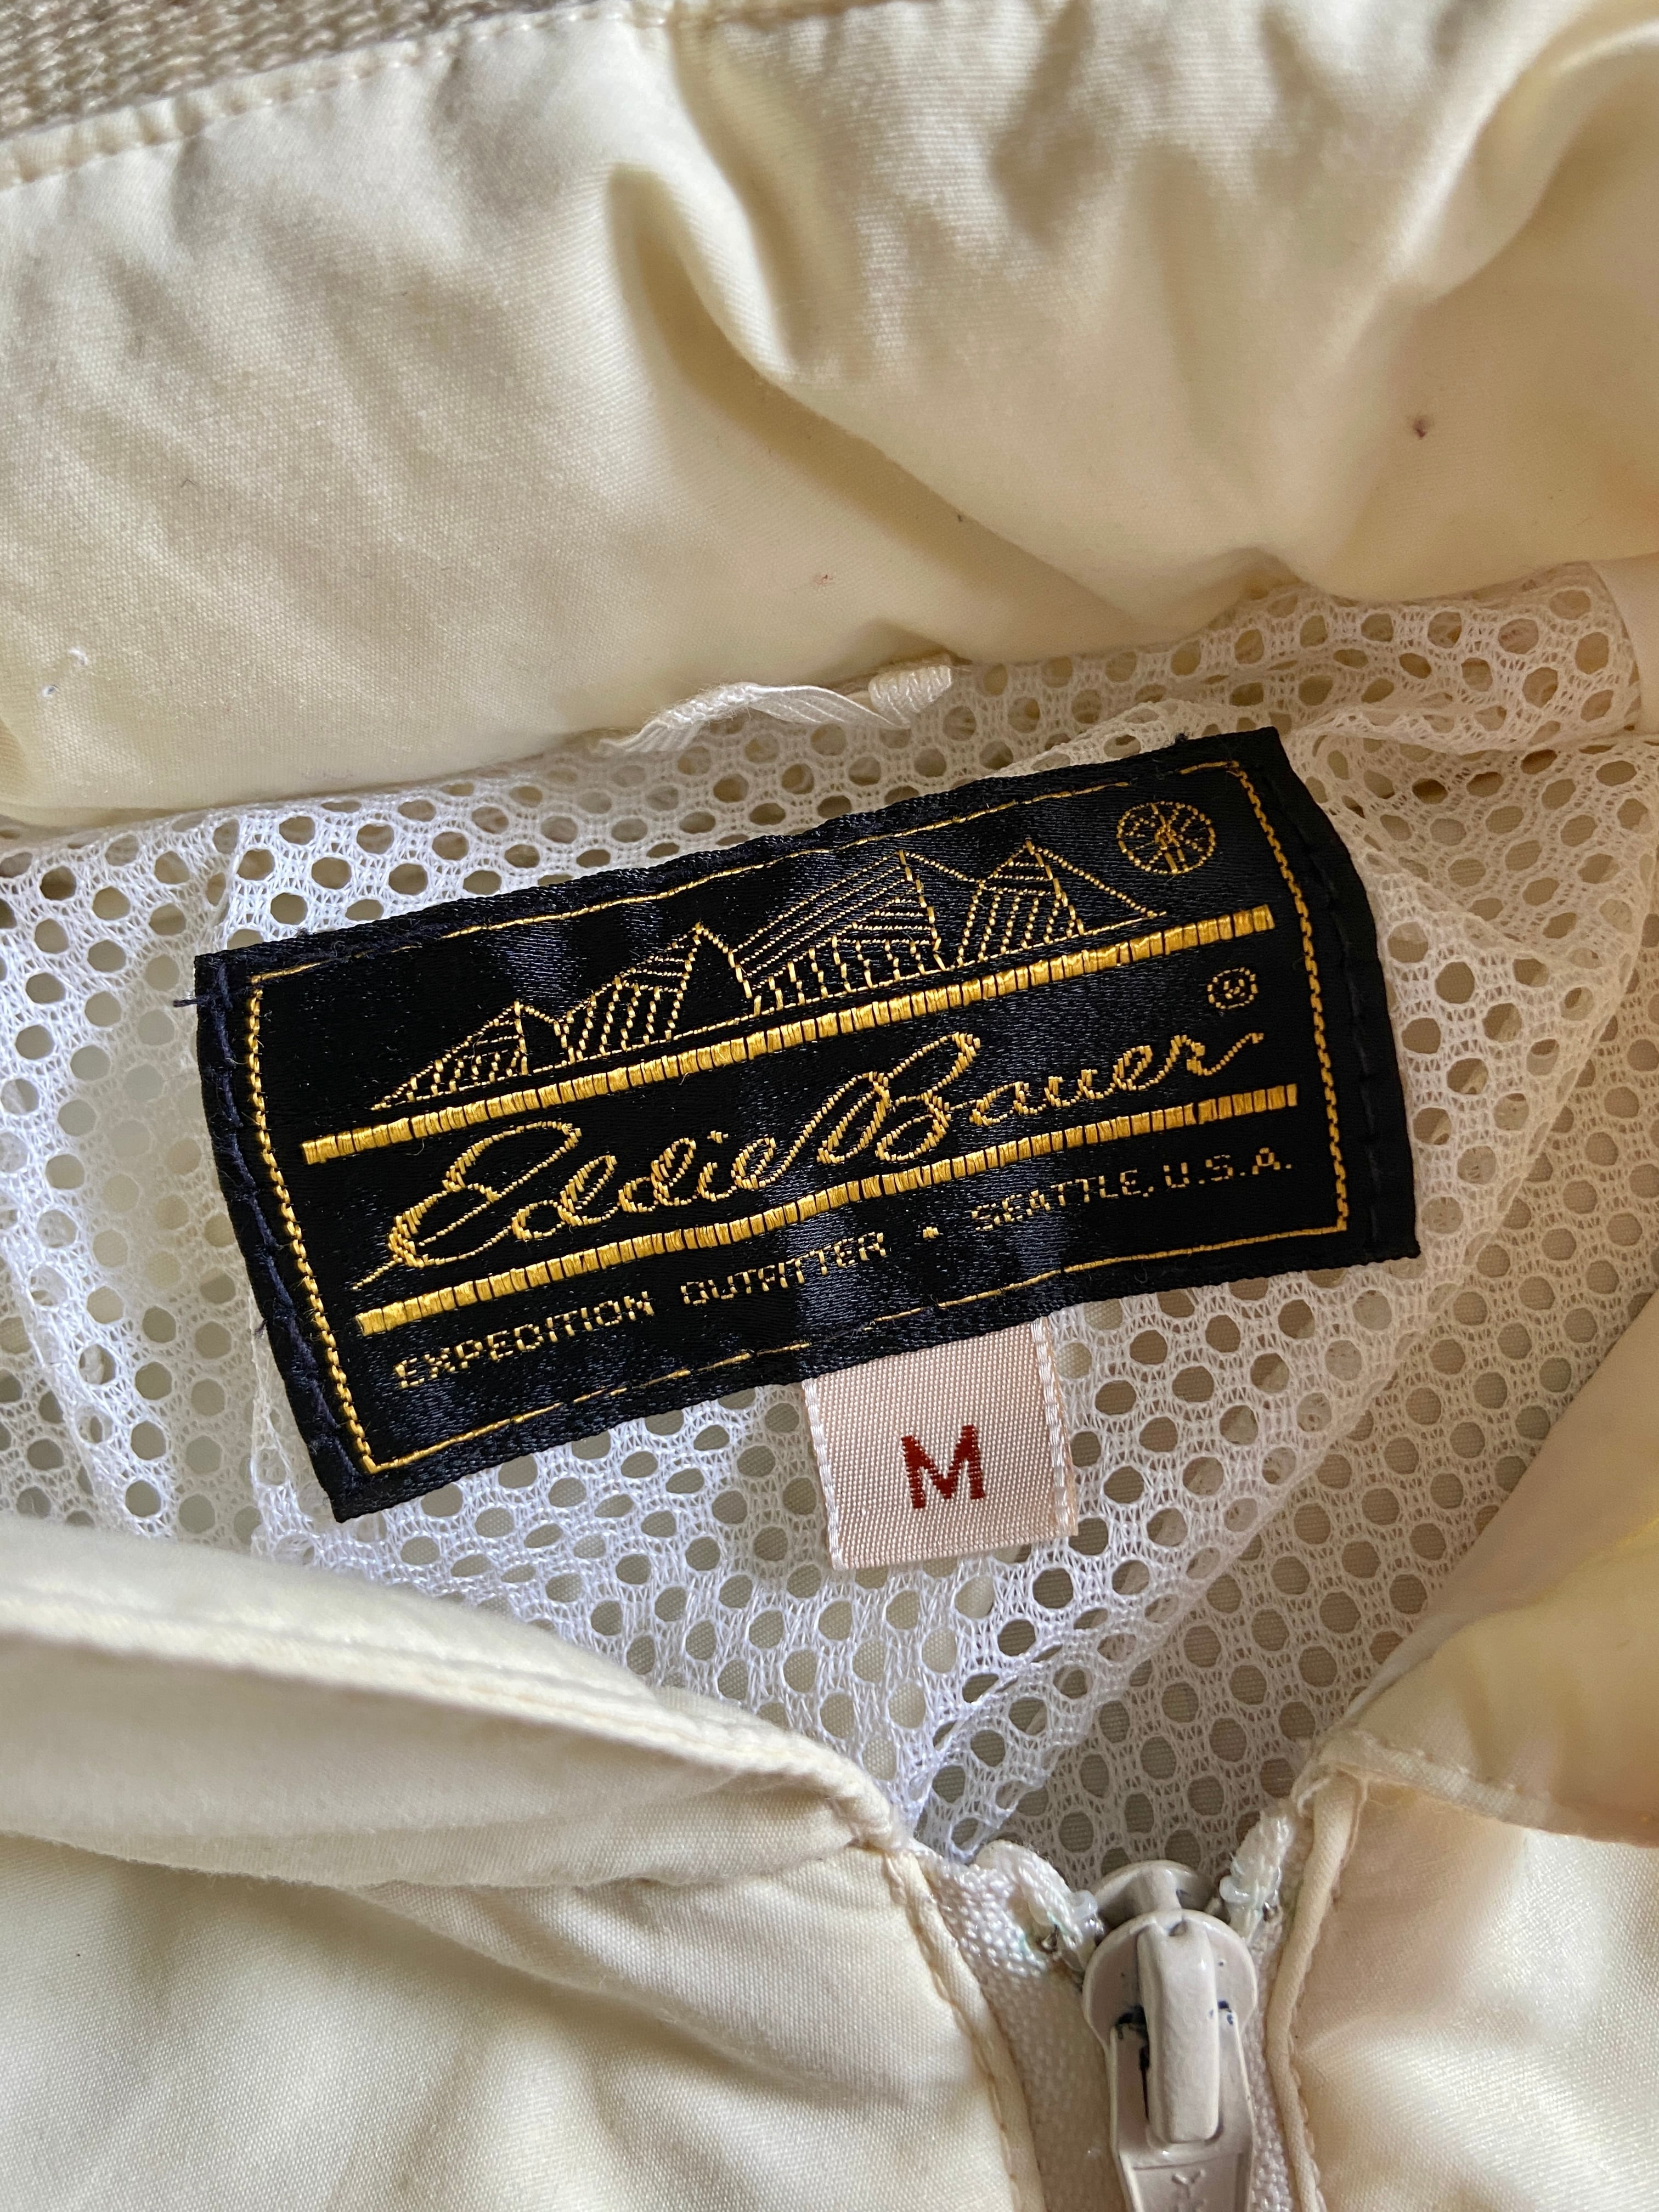 Eddie Bauer ®
EXPEDITION OUTFITTER • SEATTLE, U.S.A.
M